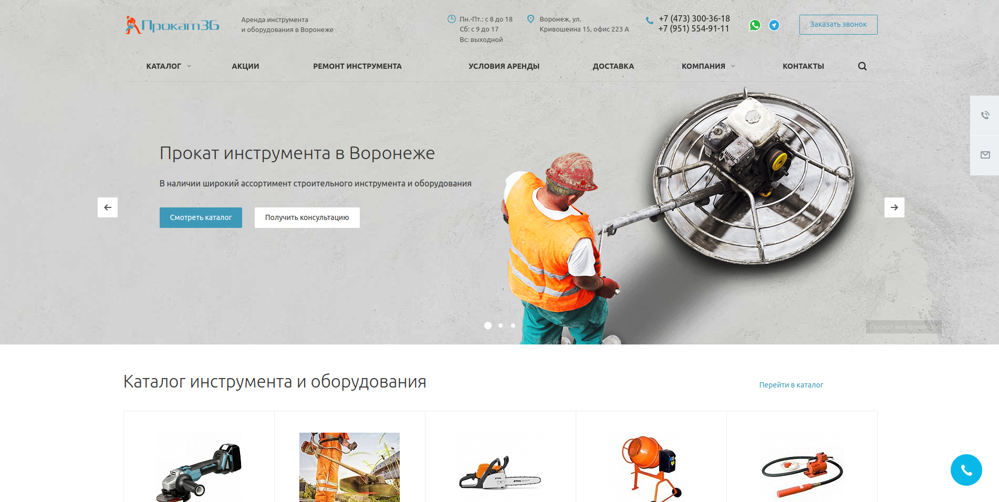 Прокат36
Аренда инструмента
и оборудования в Воронеже
Пн.-Пт.: с 8 до 18
Сб: с 9 до 17
Вс: выходной
Воронеж, ул.
Кривошеина 15, офис 223 А
+7 (473) 300-36-18
+7 (951) 554-91-11
Заказать звонок
КАТАЛОГ
АКЦИИ
РЕМОНТ ИНСТРУМЕНТА
УСЛОВИЯ АРЕНДЫ
ДОСТАВКА
КОМПАНИЯ
КОНТАКТЫ
Прокат инструмента в Воронеже
В наличии широкий ассортимент строительного инструмента и оборудования
Смотреть каталог
Получить консультацию
Прокат инструмента
Каталог инструмента и оборудования
Перейти в каталог
STIHL
STIHL